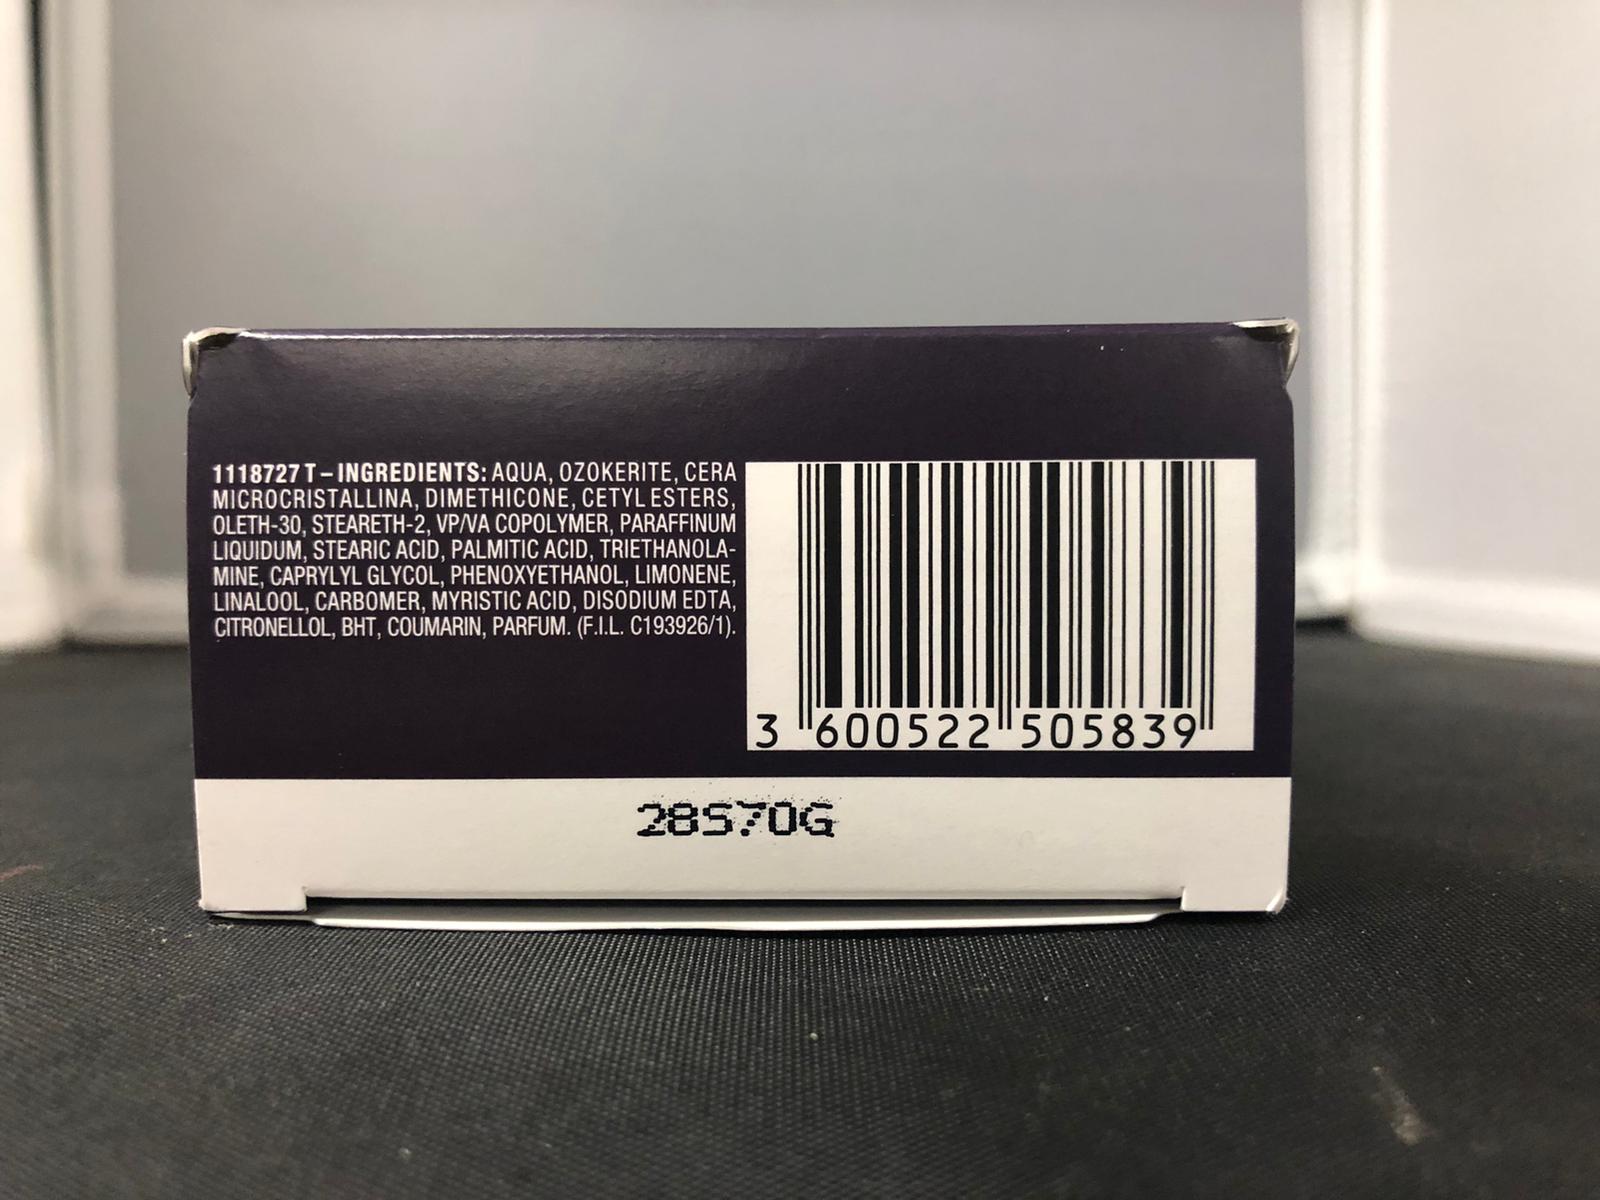 1118727 T – INGREDIENTS: AQUA, OZOKERITE, CERA
MICROCRISTALLINA, DIMETHICONE, CETYL ESTERS,
OLETH-30, STEARETH-2, VP/VA COPOLYMER, PARAFFINUM
LIQUIDUM, STEARIC ACID, PALMITIC ACID, TRIETHANOLA-
MINE, CAPRYLYL GLYCOL, PHENOXYETHANOL, LIMONENE,
LINALOOL, CARBOMER, MYRISTIC ACID, DISODIUM EDTA,
CITRONELLOL, BHT, COUMARIN, PARFUM. (F.I.L. C193926/1).
3 600522 505839
28S70G